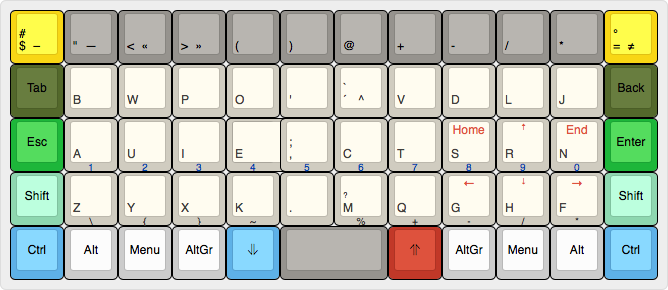 #
$ – " — < « > » ( ) @ + - / * = ≠
°
Tab B W P O ' ` ´ ^ V D L J Back
Home ↑ End
Esc A U I E ; , C T S R N Enter
1 2 3 4 5 6 7 8 9 0
← ↓ →
Shift Z Y X K . ? M Q G H F Shift
\ { } ~ % + - / *
Ctrl Alt Menu AltGr ⇓ ⇑ AltGr Menu Alt Ctrl